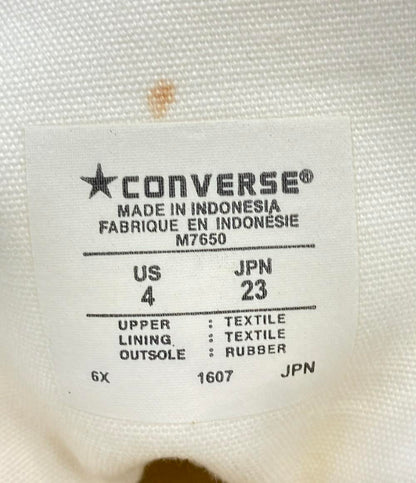 ★CONVERSE®
MADE IN INDONESIA
FABRIQUE EN INDONÉSIE
M7650
US JPN
4 23
UPPER : TEXTILE
LINING : TEXTILE
OUTSOLE : RUBBER
6X 1607 JPN